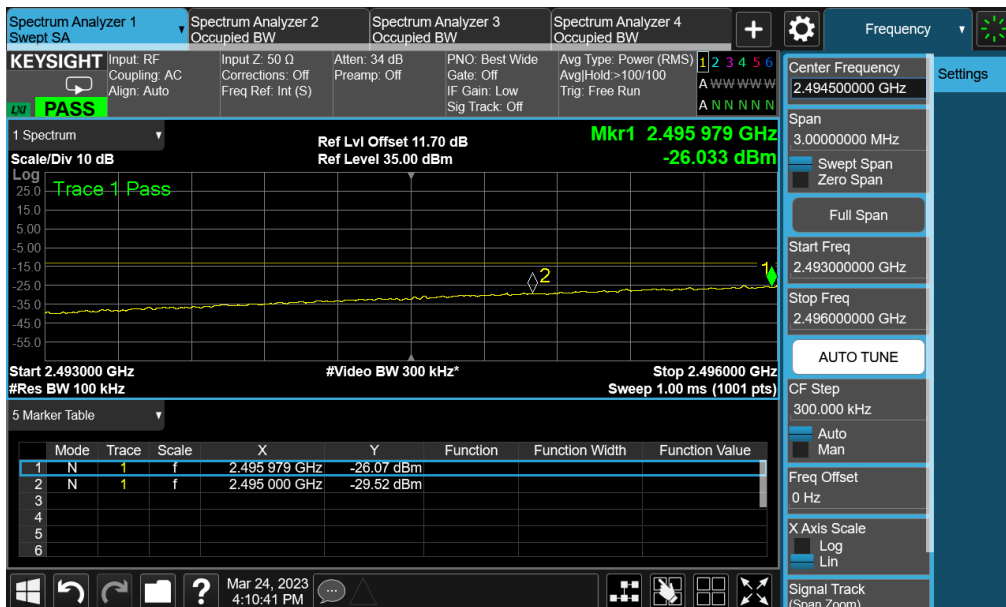 Spectrum Analyzer 1
Swept SA
Spectrum Analyzer 2
Occupied BW
Spectrum Analyzer 3
Occupied BW
Spectrum Analyzer 4
Occupied BW
+
Frequency
KEYSIGHT
LXI
PASS
Input: RF
Coupling: AC
Align: Auto
Input Z: 50 Ω
Corrections: Off
Freq Ref: Int (S)
Atten: 34 dB
Preamp: Off
PNO: Best Wide
Gate: Off
IF Gain: Low
Sig Track: Off
Avg Type: Power (RMS)
Avg|Hold:>100/100
Trig: Free Run
1 2 3 4 5 6
A W W W W W
A N N N N N
1 Spectrum
Scale/Div 10 dB
Ref Lvl Offset 11.70 dB
Ref Level 35.00 dBm
Mkr1 2.495 979 GHz
-26.033 dBm
Log
Trace 1 Pass
25.0
15.0
5.00
-5.00
-15.0
-25.0
-35.0
-45.0
-55.0
2
1
Start 2.493000 GHz
#Video BW 300 kHz*
Stop 2.496000 GHz
#Res BW 100 kHz
Sweep 1.00 ms (1001 pts)
5 Marker Table
Mode Trace Scale X Y Function Function Width Function Value
1 N 1 f 2.495 979 GHz -26.07 dBm
2 N 1 f 2.495 000 GHz -29.52 dBm
3
4
5
6
Mar 24, 2023
4:10:41 PM
Center Frequency
2.494500000 GHz
Settings
Span
3.00000000 MHz
Swept Span
Zero Span
Full Span
Start Freq
2.493000000 GHz
Stop Freq
2.496000000 GHz
AUTO TUNE
CF Step
300.000 kHz
Auto
Man
Freq Offset
0 Hz
X Axis Scale
Log
Lin
Signal Track
(Span Zoom)